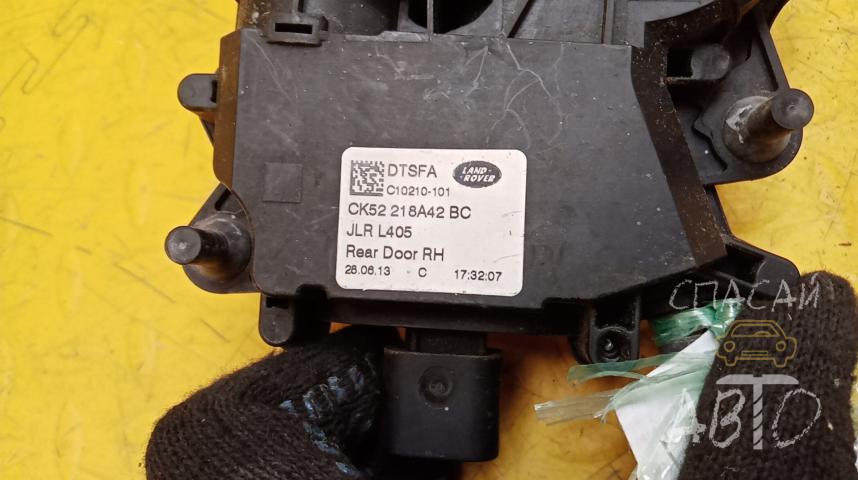 DTSFA
LAND
ROVER
C10210-101
CK52 218A42 BC
JLR L405
Rear Door RH
28.06.13 C 17:32:07
СПАСАЙ
АВТО